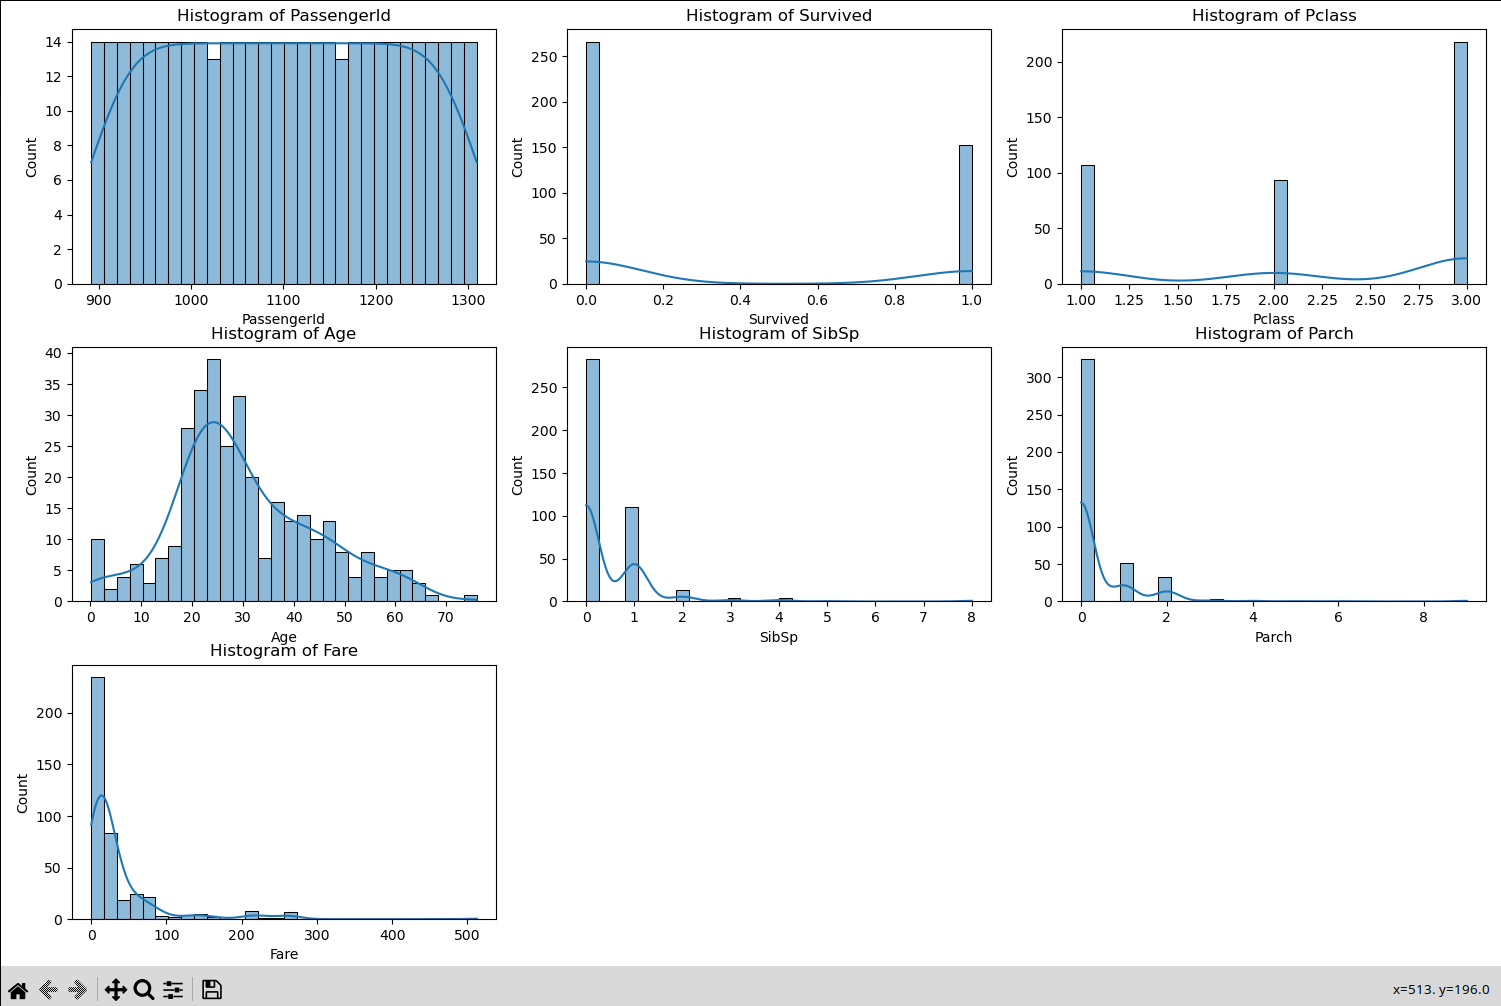 Histogram of PassengerId
14
12
10
8
6
4
2
0
Count
900 1000 1100 1200 1300
PassengerId
Histogram of Survived
250
200
150
100
50
0
Count
0.0 0.2 0.4 0.6 0.8 1.0
Survived
Histogram of Pclass
200
150
100
50
0
Count
1.00 1.25 1.50 1.75 2.00 2.25 2.50 2.75 3.00
Pclass
Histogram of Age
40
35
30
25
20
15
10
5
0
Count
0 10 20 30 40 50 60 70
Age
Histogram of SibSp
250
200
150
100
50
0
Count
0 1 2 3 4 5 6 7 8
SibSp
Histogram of Parch
300
250
200
150
100
50
0
Count
0 2 4 6 8
Parch
Histogram of Fare
200
150
100
50
0
Count
0 100 200 300 400 500
Fare
x=513. y=196.0